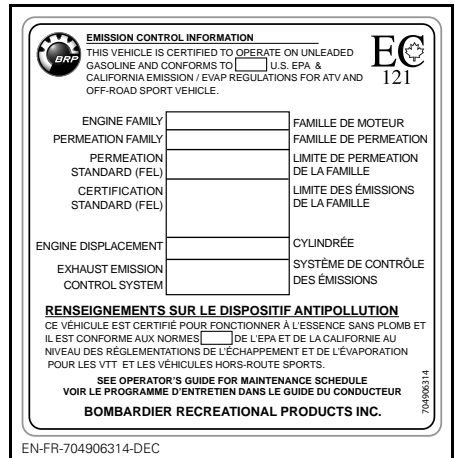 EMISSION CONTROL INFORMATION
THIS VEHICLE IS CERTIFIED TO OPERATE ON UNLEADED
GASOLINE AND CONFORMS TO U.S. EPA &
CALIFORNIA EMISSION / EVAP REGULATIONS FOR ATV AND
OFF-ROAD SPORT VEHICLE.
BRP
EC
121
ENGINE FAMILY FAMILLE DE MOTEUR
PERMEATION FAMILY FAMILLE DE PERMEATION
PERMEATION LIMITE DE PERMEATION
STANDARD (FEL) DE LA FAMILLE
CERTIFICATION LIMITE DES ÉMISSIONS
STANDARD (FEL) DE LA FAMILLE
ENGINE DISPLACEMENT CYLINDRÉE
EXHAUST EMISSION SYSTÈME DE CONTRÔLE
CONTROL SYSTEM DES ÉMISSIONS
RENSEIGNEMENTS SUR LE DISPOSITIF ANTIPOLLUTION
CE VÉHICULE EST CERTIFIÉ POUR FONCTIONNER À L'ESSENCE SANS PLOMB ET
IL EST CONFORME AUX NORMES DE L'EPA ET DE LA CALIFORNIE AU
NIVEAU DES RÉGLEMENTATIONS DE L'ÉCHAPPEMENT ET DE L'ÉVAPORATION
POUR LES VTT ET LES VÉHICULES HORS-ROUTE SPORTS.
SEE OPERATOR'S GUIDE FOR MAINTENANCE SCHEDULE
VOIR LE PROGRAMME D'ENTRETIEN DANS LE GUIDE DU CONDUCTEUR
BOMBARDIER RECREATIONAL PRODUCTS INC.
704906314
EN-FR-704906314-DEC